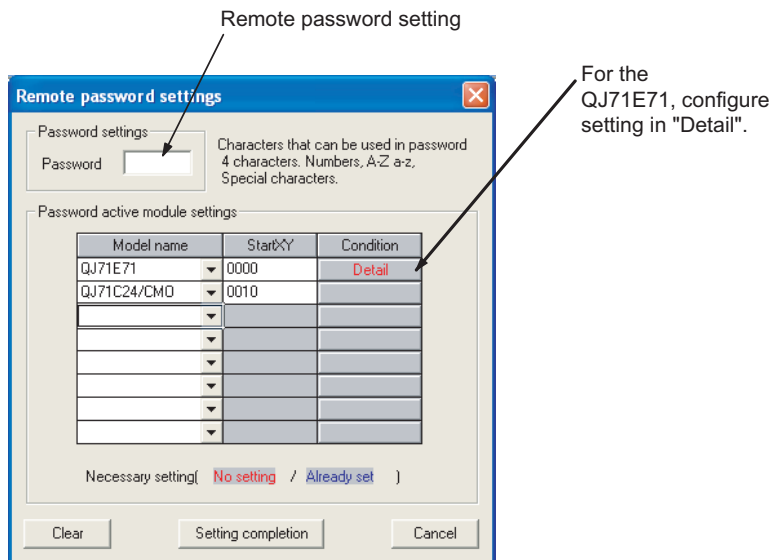 Remote password setting
For the
QJ71E71, configure
setting in "Detail".
Remote password settings
Password settings
Password
Characters that can be used in password
4 characters. Numbers, A-Z a-z,
Special characters.
Password active module settings
Model name StartXY Condition
QJ71E71 0000 Detail
QJ71C24/CMO 0010
Necessary setting( No setting / Already set )
Clear Setting completion Cancel